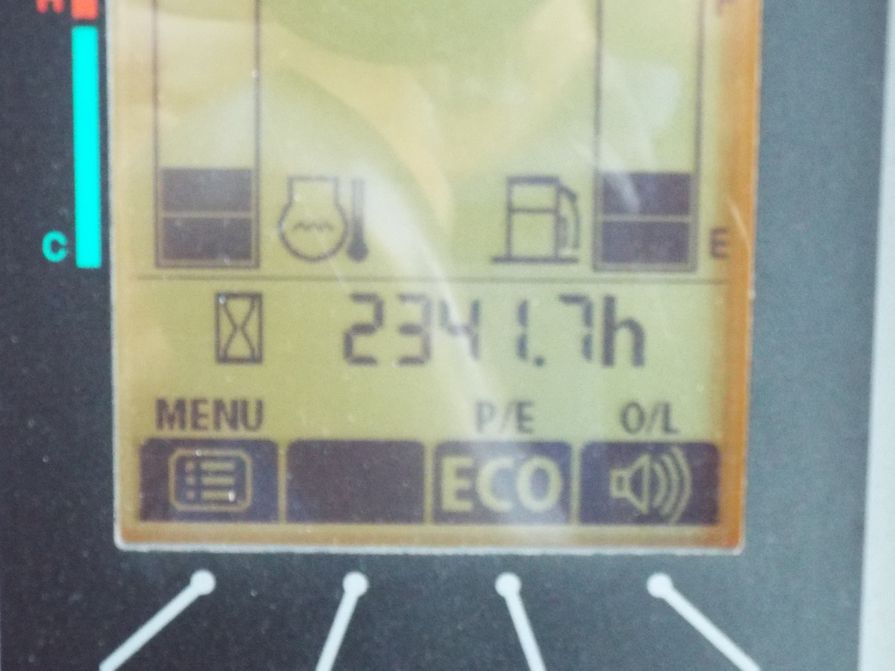 H
C
E
2341.7h
MENU P/E O/L
ECO